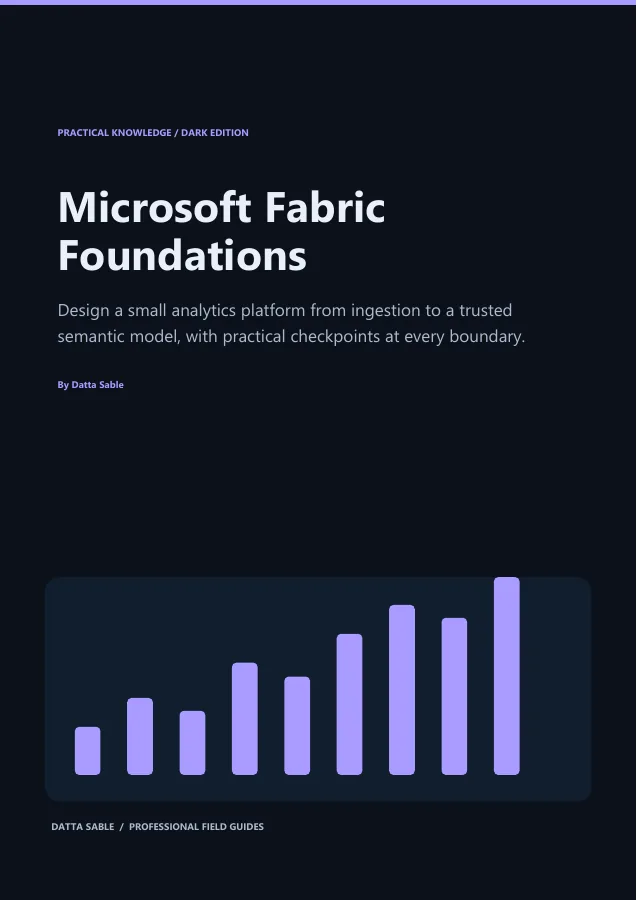 PRACTICAL KNOWLEDGE / DARK EDITION
Microsoft Fabric
Foundations
Design a small analytics platform from ingestion to a trusted
semantic model, with practical checkpoints at every boundary.
By Datta Sable
DATTA SABLE / PROFESSIONAL FIELD GUIDES